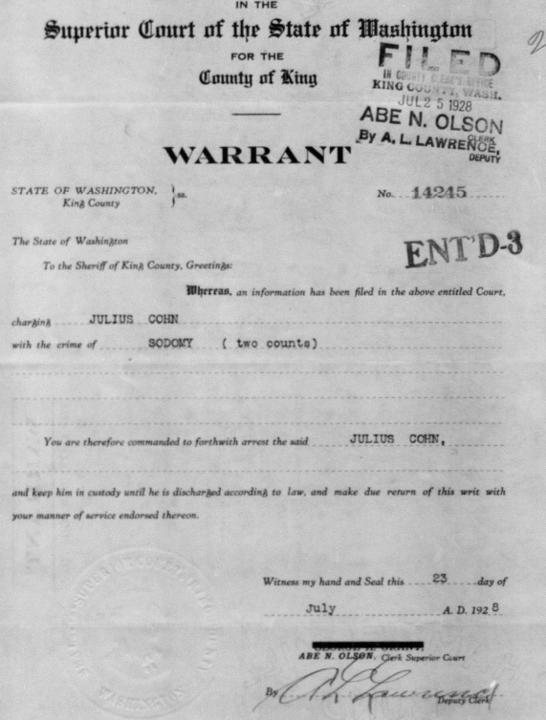 IN THE
Superior Court of the State of Washington
FOR THE
County of King
FILED
IN COUNTY CLERK'S OFFICE
KING COUNTY, WASH.
JUL 25 1928
ABE N. OLSON
CLERK
By A. L. LAWRENCE,
DEPUTY
2
WARRANT
STATE OF WASHINGTON, } ss.
King County
No. 14245
The State of Washington
ENT'D-3
To the Sheriff of King County, Greetings:
Whereas, an information has been filed in the above entitled Court,
charging JULIUS COHN
with the crime of SODOMY ( two counts)
You are therefore commanded to forthwith arrest the said JULIUS COHN,
and keep him in custody until he is discharged according to law, and make due return of this writ with
your manner of service endorsed thereon.
Witness my hand and Seal this 23 day of
July A. D. 1928
ABE N. OLSON, Clerk Superior Court
By A L Lawrence
Deputy Clerk
WASHINGTON